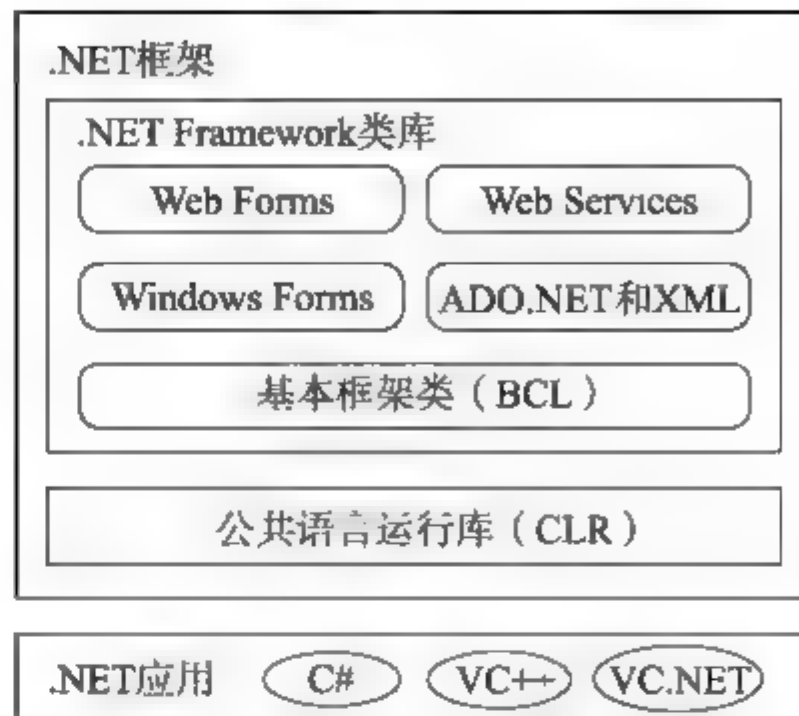 .NET框架
.NET Framework类库
Web Forms Web Services
Windows Forms ADO.NET和XML
基本框架类（BCL）
公共语言运行库（CLR）
.NET应用 C# VC++ VC.NET